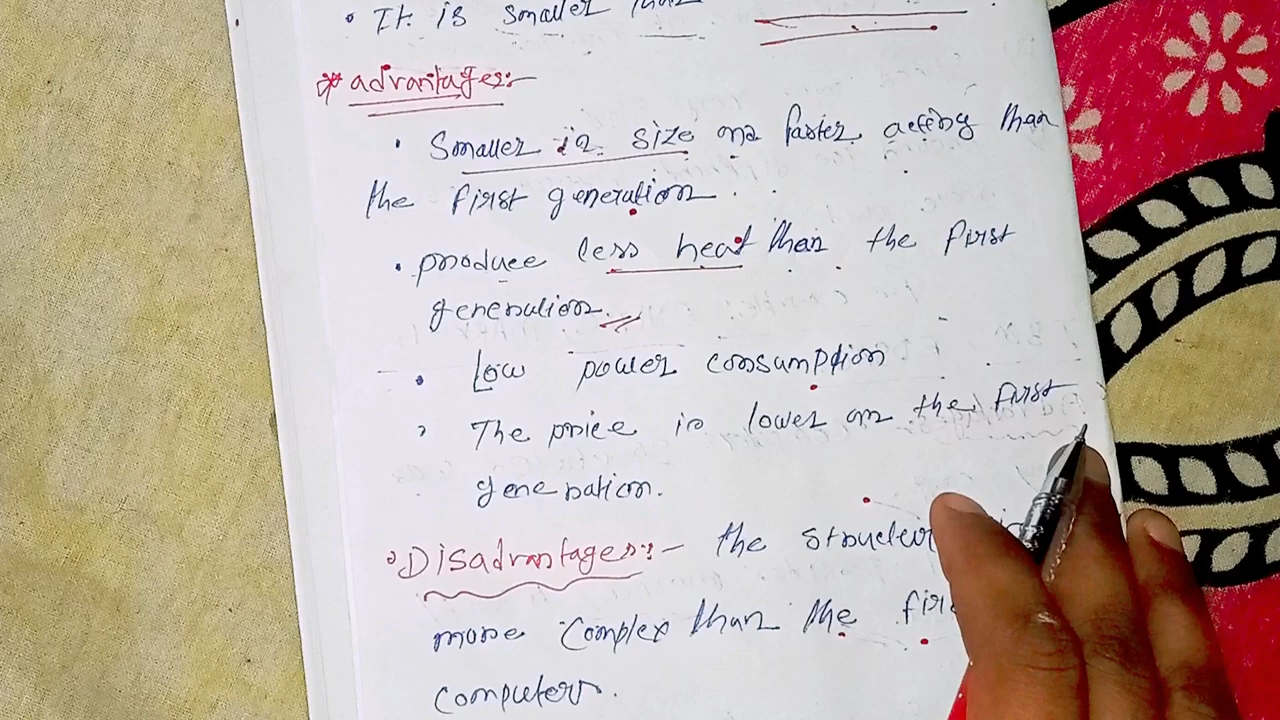 • It is smaller than
advantages:-
• Smaller in size and faster acting than
the first generation.
• produce less heat than the first
generation.
• Low power consumption
• The price is lower on the first
generation.
• Disadvantages:- the
more complex than the
computers.